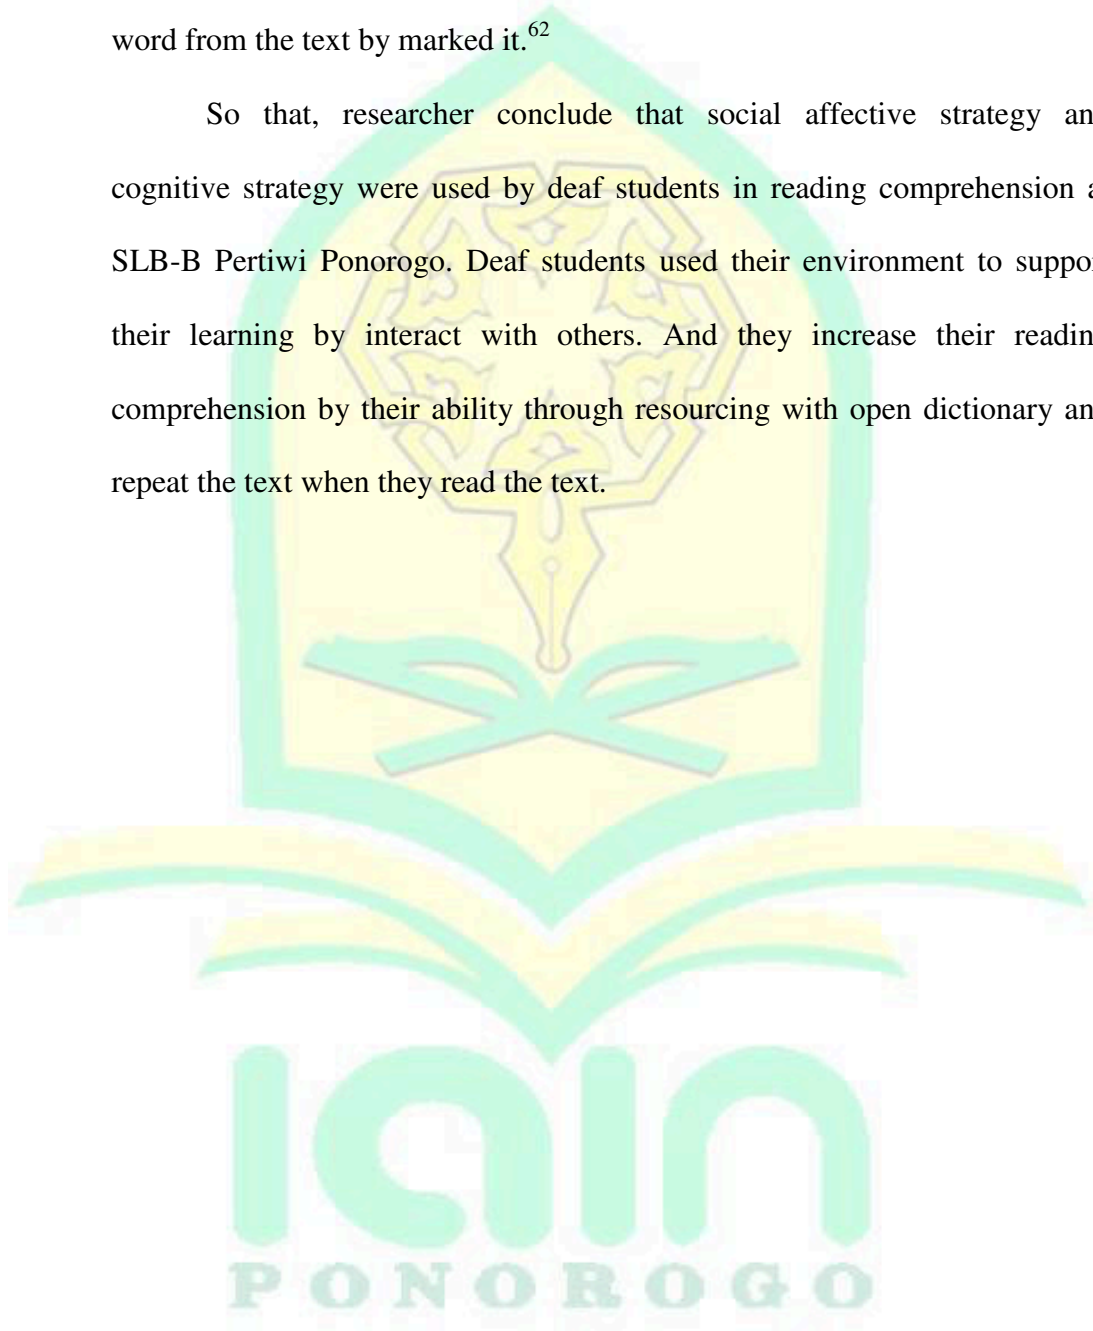 word from the text by marked it.62
So that, researcher conclude that social affective strategy an
cognitive strategy were used by deaf students in reading comprehension a
SLB-B Pertiwi Ponorogo. Deaf students used their environment to suppor
their learning by interact with others. And they increase their readin
comprehension by their ability through resourcing with open dictionary an
repeat the text when they read the text.
iain
PONOROGO